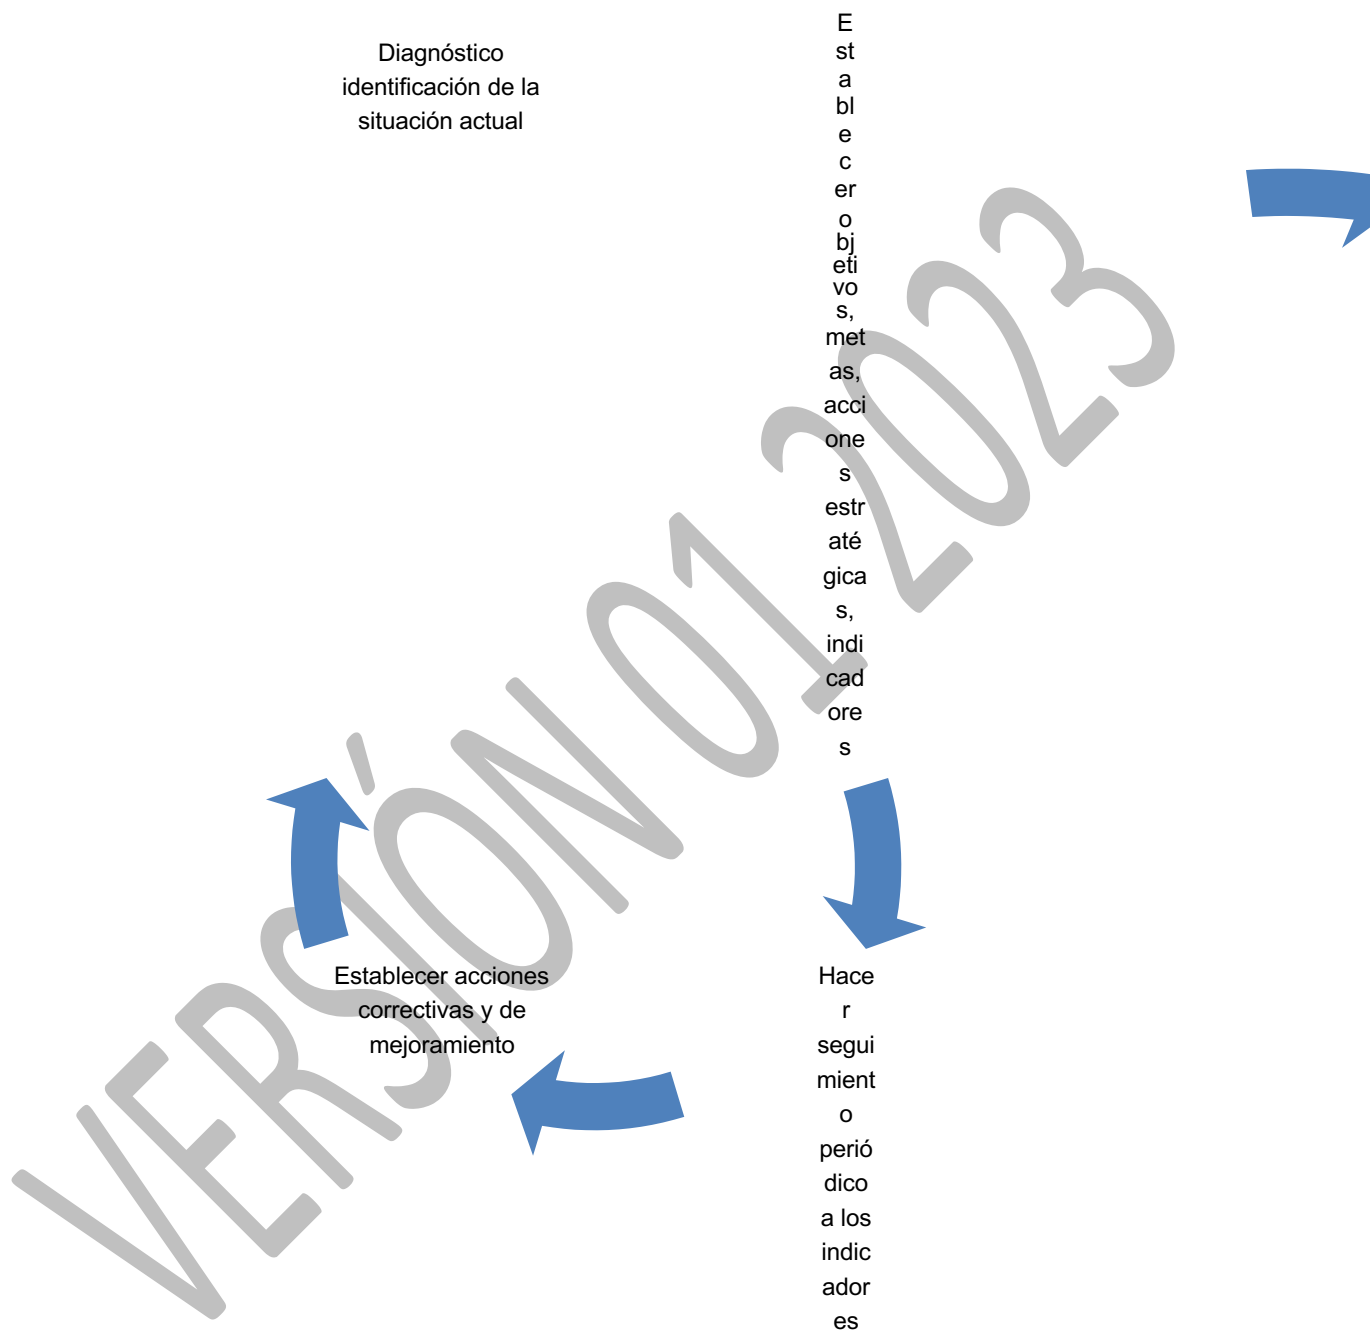 Diagnóstico
identificación de la
situación actual
E
st
a
bl
e
c
er
o
bj
eti
vo
s,
met
as,
acci
one
s
estr
até
gica
s,
indi
cad
ore
s
Establecer acciones
correctivas y de
mejoramiento
Hace
r
segui
mient
o
perió
dico
a los
indic
ador
es
VERSIÓN 01 2023